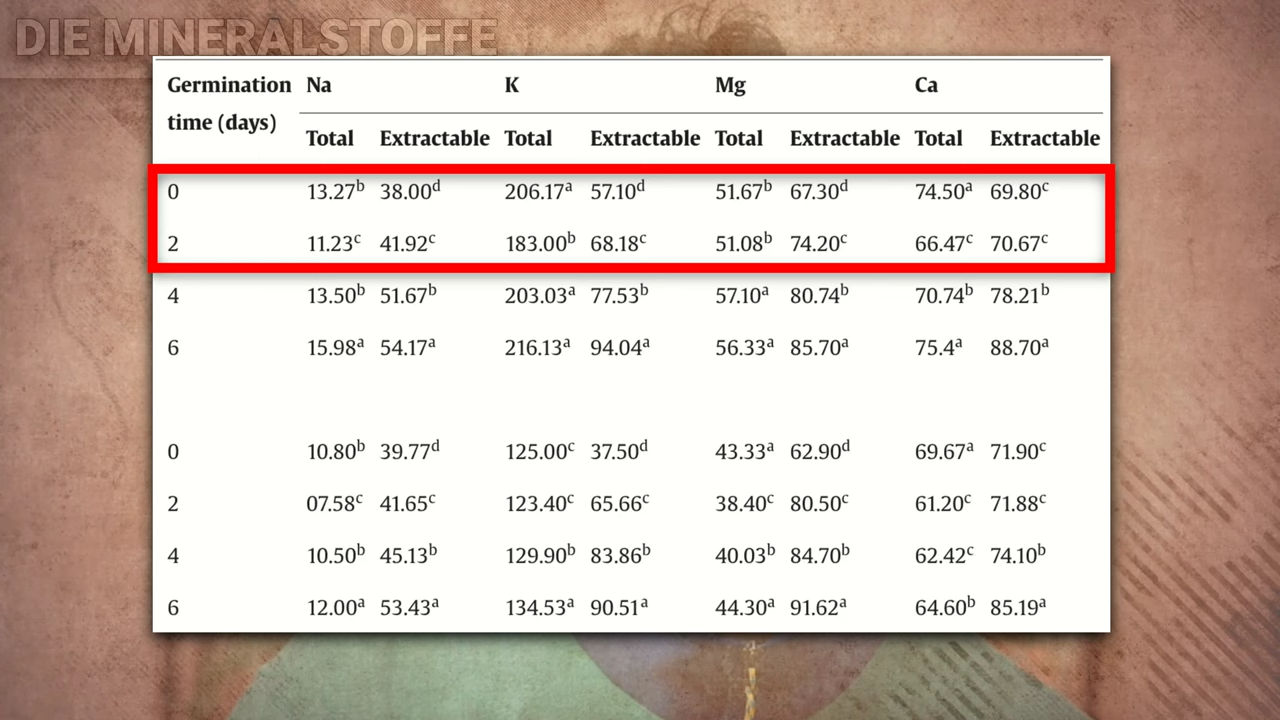 DIE MINERALSTOFFE
Germination Na K Mg Ca
time (days)
Total Extractable Total Extractable Total Extractable Total Extractable
0 13.27ᵇ 38.00ᵈ 206.17ᵃ 57.10ᵈ 51.67ᵇ 67.30ᵈ 74.50ᵃ 69.80ᶜ
2 11.23ᶜ 41.92ᶜ 183.00ᵇ 68.18ᶜ 51.08ᵇ 74.20ᶜ 66.47ᶜ 70.67ᶜ
4 13.50ᵇ 51.67ᵇ 203.03ᵃ 77.53ᵇ 57.10ᵃ 80.74ᵇ 70.74ᵇ 78.21ᵇ
6 15.98ᵃ 54.17ᵃ 216.13ᵃ 94.04ᵃ 56.33ᵃ 85.70ᵃ 75.4ᵃ 88.70ᵃ
0 10.80ᵇ 39.77ᵈ 125.00ᶜ 37.50ᵈ 43.33ᵃ 62.90ᵈ 69.67ᵃ 71.90ᶜ
2 07.58ᶜ 41.65ᶜ 123.40ᶜ 65.66ᶜ 38.40ᶜ 80.50ᶜ 61.20ᶜ 71.88ᶜ
4 10.50ᵇ 45.13ᵇ 129.90ᵇ 83.86ᵇ 40.03ᵇ 84.70ᵇ 62.42ᶜ 74.10ᵇ
6 12.00ᵃ 53.43ᵃ 134.53ᵃ 90.51ᵃ 44.30ᵃ 91.62ᵃ 64.60ᵇ 85.19ᵃ